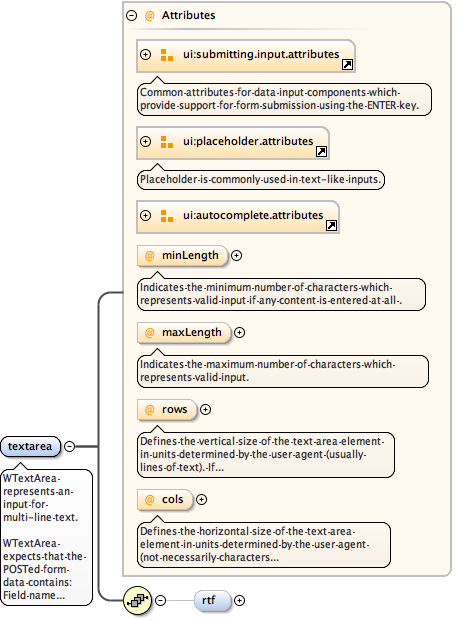 Attributes
ui:submitting.input.attributes
Common-attributes-for-data-input-components-which-
provide-support-for-form-submission-using-the-ENTER-key.
ui:placeholder.attributes
Placeholder-is-commonly-used-in-text-like-inputs.
ui:autocomplete.attributes
@ minLength
Indicates-the-minimum-number-of-characters-which-
represents-valid-input-if-any-content-is-entered-at-all-.
@ maxLength
Indicates-the-maximum-number-of-characters-which-
represents-valid-input.
@ rows
Defines-the-vertical-size-of-the-text-area-element-
in-units-determined-by-the-user-agent-(usually-
lines-of-text).-If...
@ cols
Defines-the-horizontal-size-of-the-text-area-
element-in-units-determined-by-the-user-agent-
(not-necessarily-characters...
textarea
WTextArea-
represents-an-
input-for-
multi-line-text.
WTextArea-
expects-that-the-
POSTed-form-
data-contains:
Field-name...
rtf